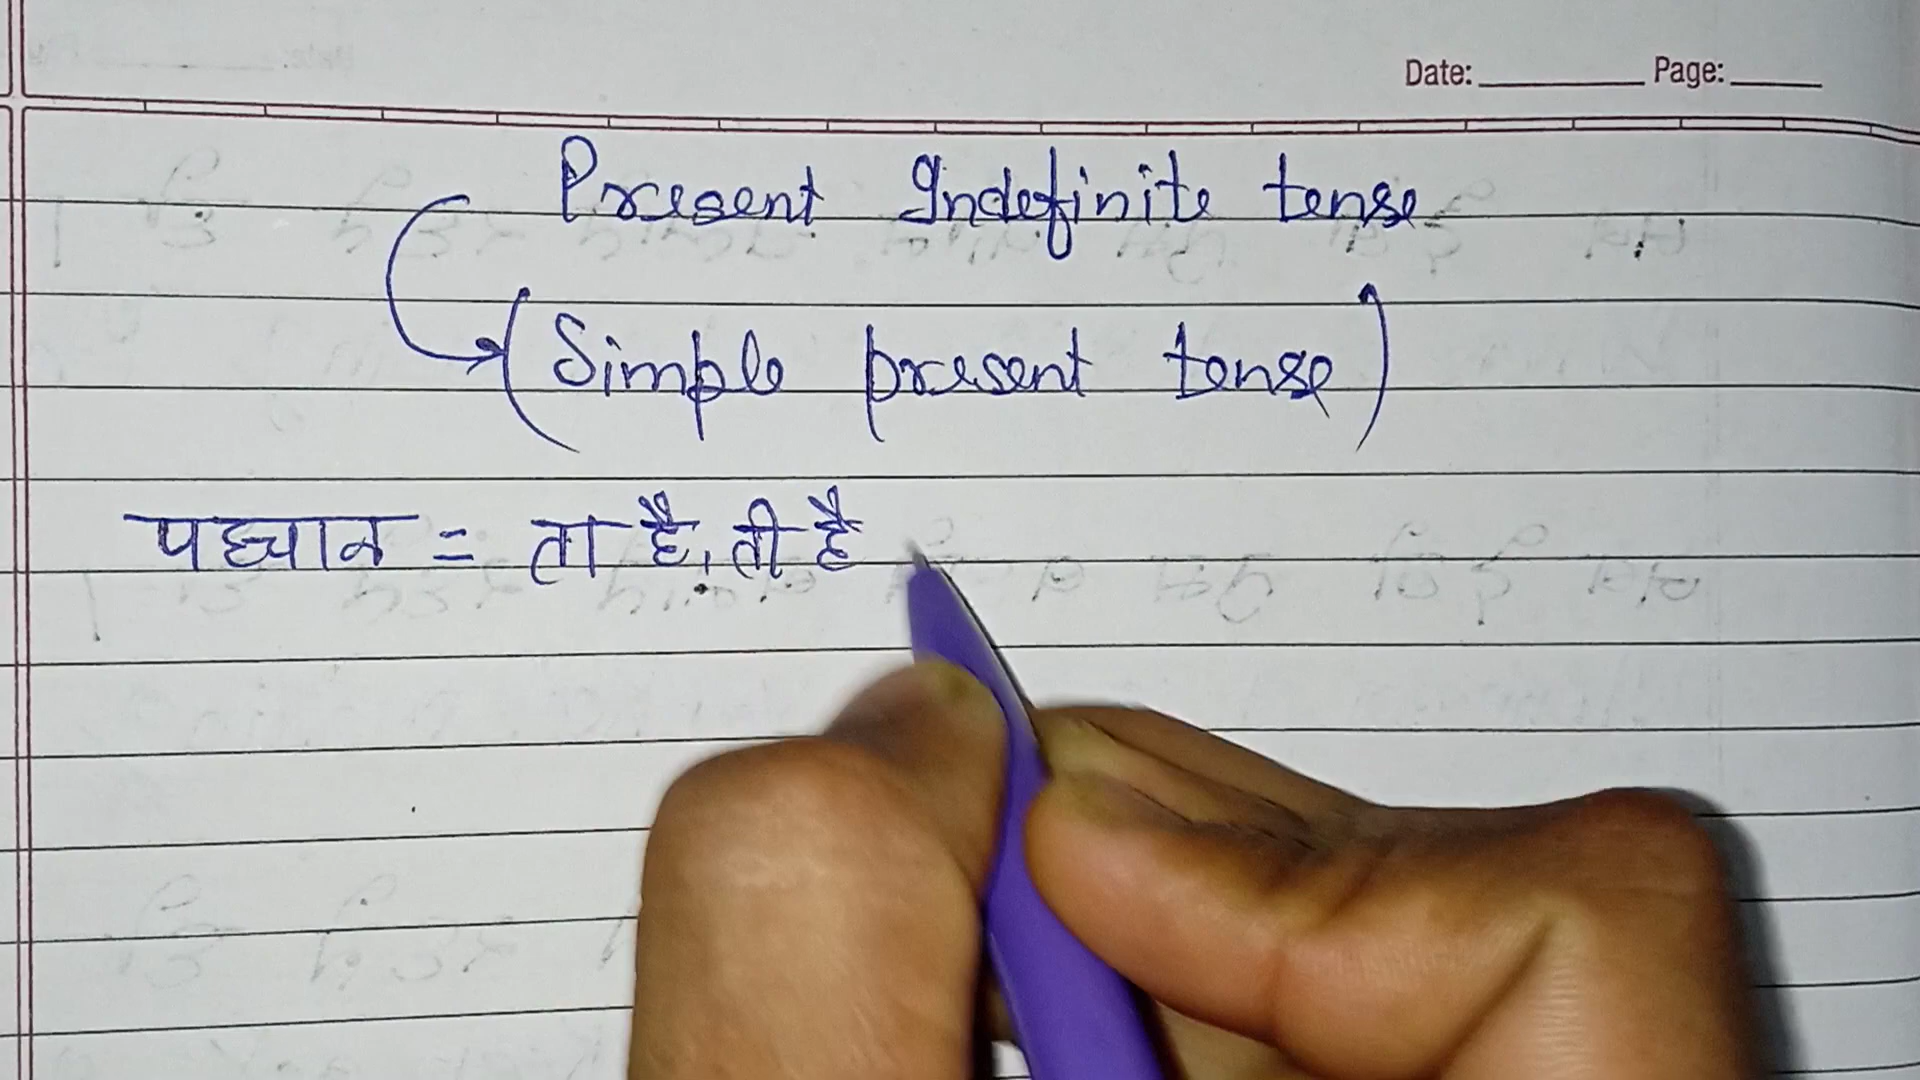 Date: Page:
Present Indefinite tense
(Simple present tense)
पहचान = ता है, ती है